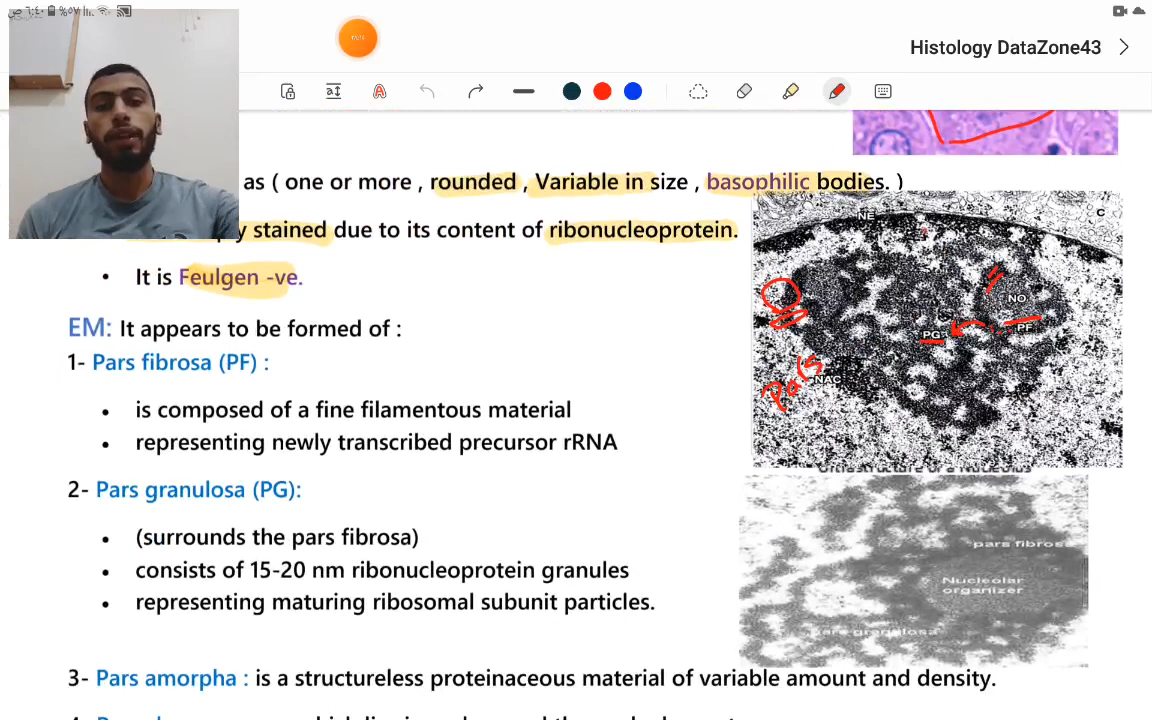 ص ٦:٤٠ %٥٧
Histology DataZone43
as ( one or more , rounded , Variable in size , basophilic bodies. )
stained due to its content of ribonucleoprotein.
• It is Feulgen -ve.
EM: It appears to be formed of :
1- Pars fibrosa (PF) :
• is composed of a fine filamentous material
• representing newly transcribed precursor rRNA
2- Pars granulosa (PG):
• (surrounds the pars fibrosa)
• consists of 15-20 nm ribonucleoprotein granules
• representing maturing ribosomal subunit particles.
3- Pars amorpha : is a structureless proteinaceous material of variable amount and density.
NE
C
NO
PF
PG
NAC
Pars
pars fibrosa
Nucleolar
organizer
pars granulosa